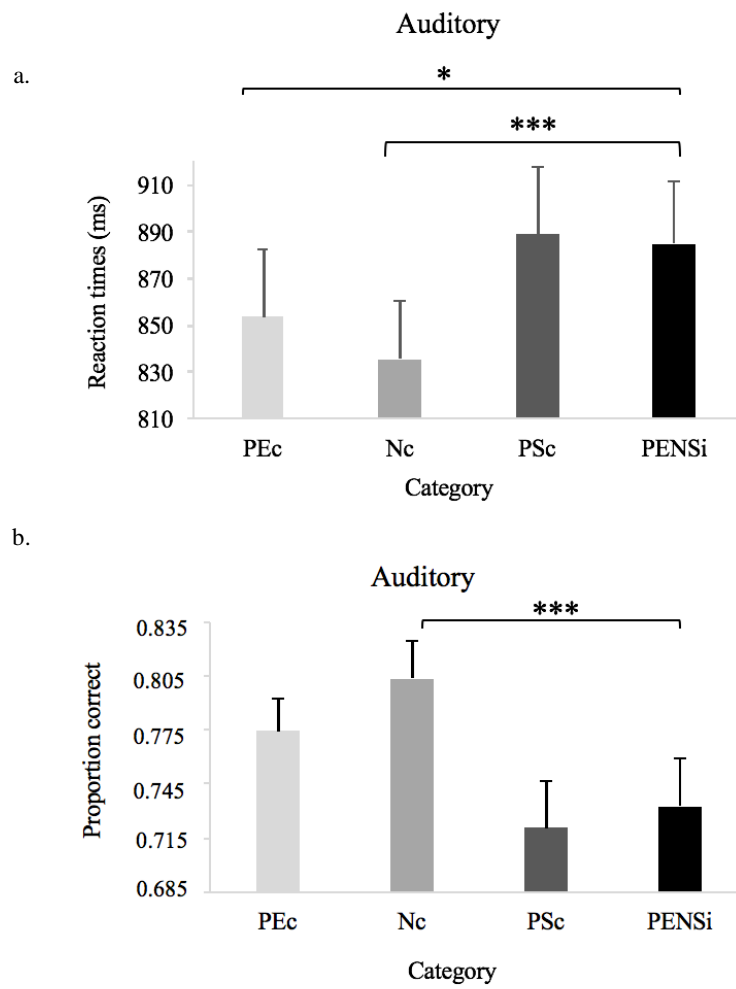 Auditory
a.
*
***
Reaction times (ms)
910
890
870
850
830
810
PEc Nc PSc PENSi
Category
b.
Auditory
***
Proportion correct
0.835
0.805
0.775
0.745
0.715
0.685
PEc Nc PSc PENSi
Category